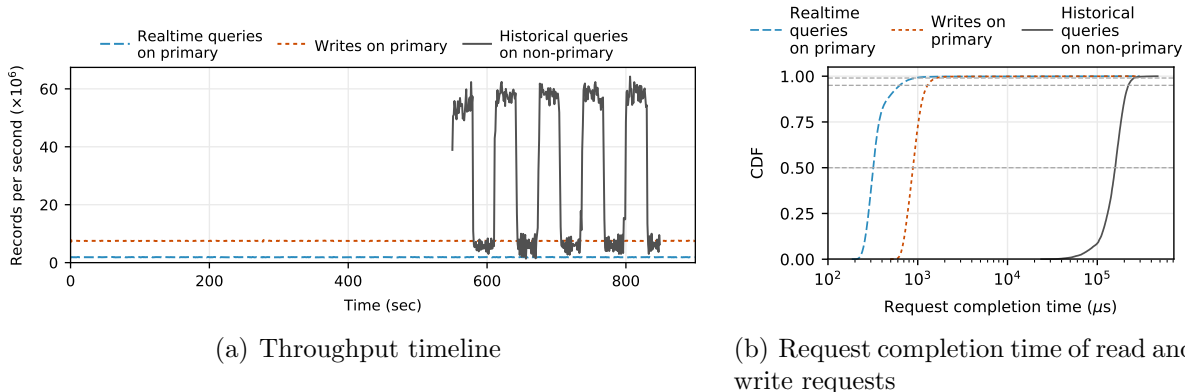 Realtime queries
on primary
Writes on primary
Historical queries
on non-primary
Records per second (×10⁶)
60
40
20
0
0
200
400
600
800
Time (sec)
(a) Throughput timeline
Realtime
queries
on primary
Writes on
primary
Historical
queries
on non-primary
CDF
1.00
0.75
0.50
0.25
0.00
10²
10³
10⁴
10⁵
Request completion time (μs)
(b) Request completion time of read and
write requests